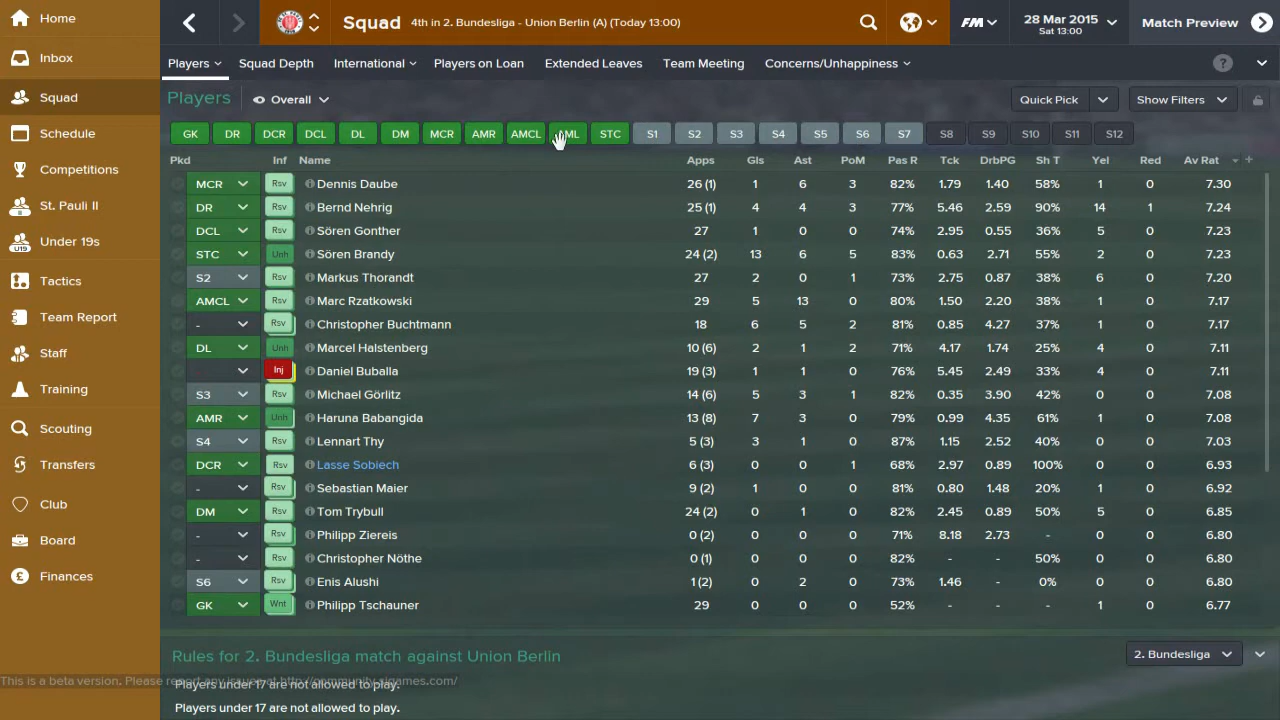 Home
Squad
4th in 2. Bundesliga - Union Berlin (A) (Today 13:00)
FM
28 Mar 2015
Sat 13:00
Match Preview
Inbox
Squad
Schedule
Competitions
St. Pauli II
Under 19s
U19
Tactics
Team Report
Staff
Training
Scouting
Transfers
Club
Board
Finances
Players
Squad Depth
International
Players on Loan
Extended Leaves
Team Meeting
Concerns/Unhappiness
?
Players
Overall
Quick Pick
Show Filters
GK DR DCR DCL DL DM MCR AMR AMCL AML STC S1 S2 S3 S4 S5 S6 S7 S8 S9 S10 S11 S12
Pkd Inf Name Apps Gls Ast PoM Pas R Tck DrbPG Sh T Yel Red Av Rat +
MCR Rsv Dennis Daube 26 (1) 1 6 3 82% 1.79 1.40 58% 1 0 7.30
DR Rsv Bernd Nehrig 25 (1) 4 4 3 77% 5.46 2.59 90% 14 1 7.24
DCL Rsv Sören Gonther 27 1 1 0 74% 2.95 0.55 36% 5 0 7.23
STC Unh Sören Brandy 24 (2) 13 6 5 83% 0.63 2.71 55% 2 0 7.23
S2 Rsv Markus Thorandt 27 2 0 1 73% 2.75 0.87 38% 6 0 7.20
AMCL Rsv Marc Rzatkowski 29 5 13 0 80% 1.50 2.20 38% 1 0 7.17
- Rsv Christopher Buchtmann 18 6 5 2 81% 0.85 4.27 37% 1 0 7.17
DL Unh Marcel Halstenberg 10 (6) 2 1 2 71% 4.17 1.74 25% 4 0 7.11
Inj Daniel Buballa 19 (3) 1 1 0 76% 5.45 2.49 33% 4 0 7.11
S3 Rsv Michael Görlitz 14 (6) 5 3 1 82% 0.35 3.90 42% 0 0 7.08
AMR Unh Haruna Babangida 13 (8) 7 3 0 79% 0.99 4.35 61% 1 0 7.08
S4 Rsv Lennart Thy 5 (3) 3 1 0 87% 1.15 2.52 40% 0 0 7.03
DCR Rsv Lasse Sobiech 6 (3) 0 0 1 68% 2.97 0.89 100% 0 0 6.93
- Rsv Sebastian Maier 9 (2) 0 1 0 81% 0.80 1.48 20% 1 0 6.92
DM Rsv Tom Trybull 24 (2) 0 1 0 82% 2.45 0.89 50% 5 0 6.85
- Rsv Philipp Ziereis 0 (2) 0 0 0 71% 8.18 2.73 - 0 0 6.80
- Rsv Christopher Nöthe 0 (1) 0 0 0 82% - - 50% 0 0 6.80
S6 Rsv Enis Alushi 1 (2) 0 2 0 73% 1.46 - 0% 0 0 6.80
GK Wnt Philipp Tschauner 29 0 0 0 52% - - - 1 0 6.77
Rules for 2. Bundesliga match against Union Berlin
2. Bundesliga
This is a beta version. Please report any issues at http://community.sigames.com/
Players under 17 are not allowed to play.
Players under 17 are not allowed to play.